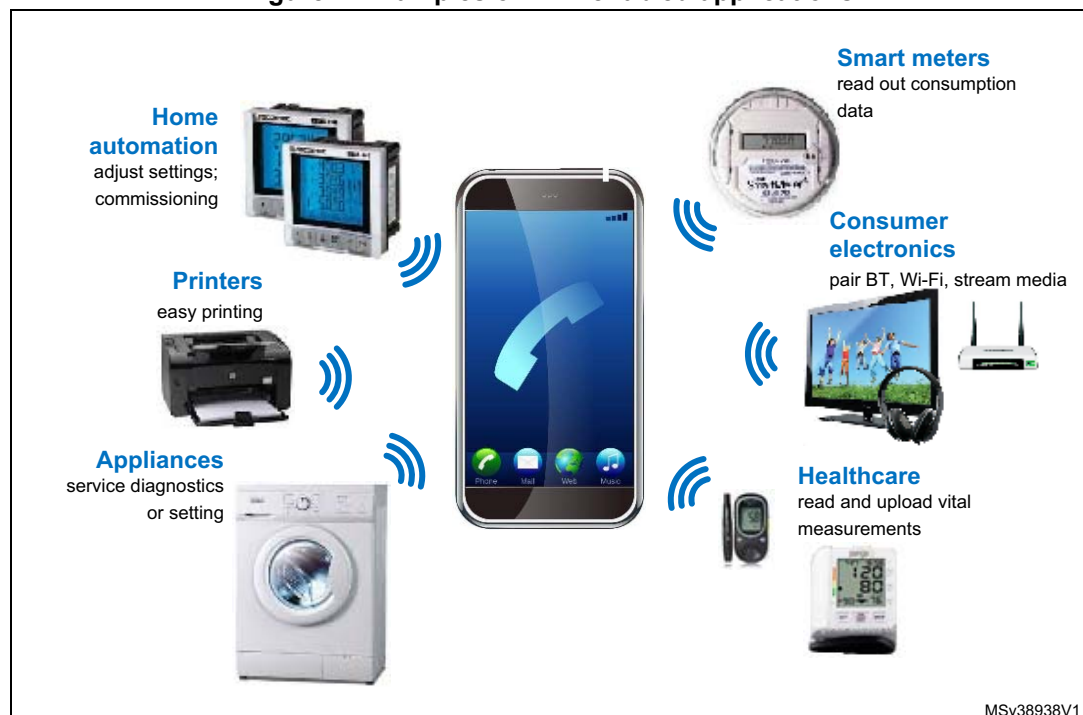 Home
automation
adjust settings;
commissioning
Printers
easy printing
Appliances
service diagnostics
or setting
Smart meters
read out consumption
data
Consumer
electronics
pair BT, Wi-Fi, stream media
Healthcare
read and upload vital
measurements
Phone Mail Web Music
120
80
MSv38938V1